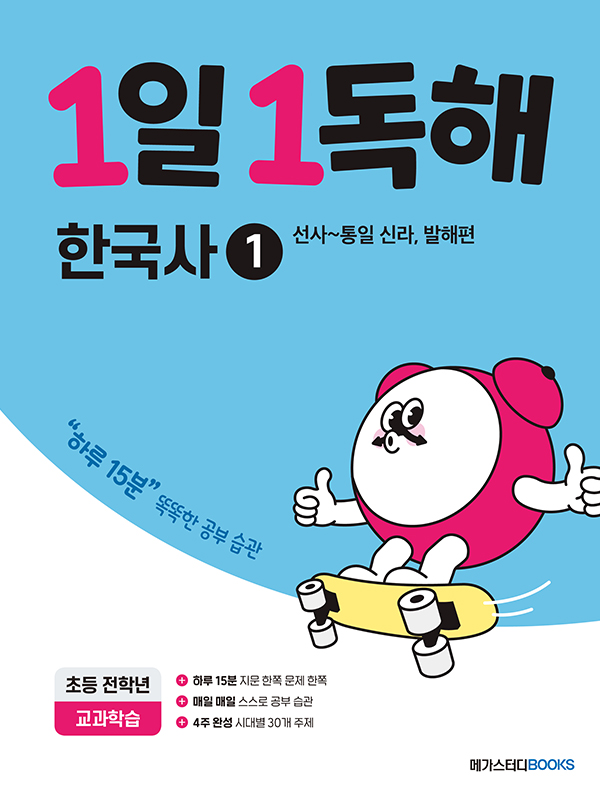 1일 1독해
한국사 1 선사~통일 신라, 발해편
“하루 15분”
똑똑한 공부 습관
초등 전학년
교과학습
+ 하루 15분 지문 한쪽 문제 한쪽
+ 매일 매일 스스로 공부 습관
+ 4주 완성 시대별 30개 주제
메가스터디BOOKS